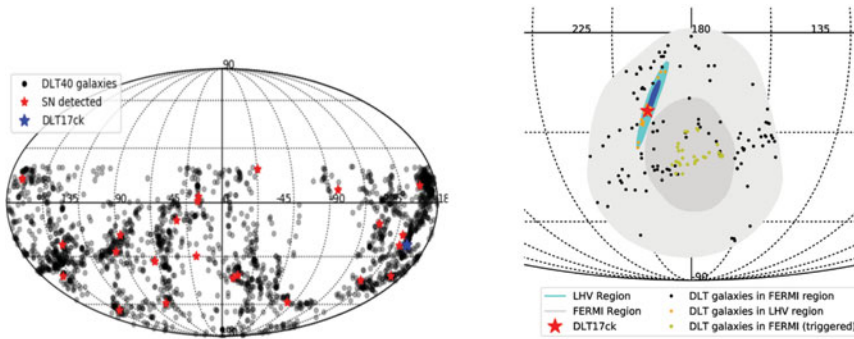 90
DLT40 galaxies
SN detected
DLT17ck
135
90
45
0
-45
-90
225
180
135
-90
LHV Region
FERMI Region
DLT17ck
DLT galaxies in FERMI region
DLT galaxies in LHV region
DLT galaxies in FERMI (triggered)